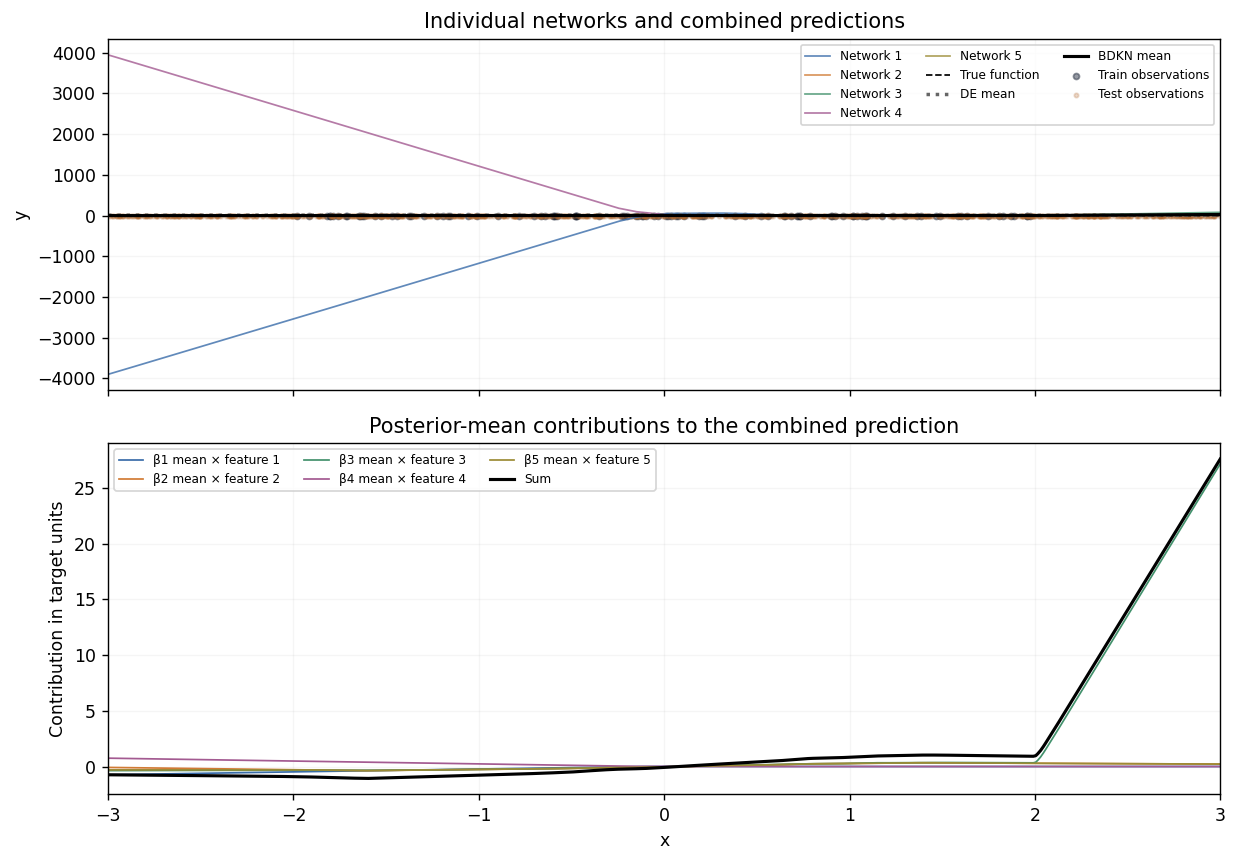 Individual networks and combined predictions
4000
3000
2000
1000
0
−1000
−2000
−3000
−4000
y
Network 1
Network 2
Network 3
Network 4
Network 5
True function
DE mean
BDKN mean
Train observations
Test observations
Posterior-mean contributions to the combined prediction
25
20
15
10
5
0
Contribution in target units
β1 mean × feature 1
β2 mean × feature 2
β3 mean × feature 3
β4 mean × feature 4
β5 mean × feature 5
Sum
−3 −2 −1 0 1 2 3
x